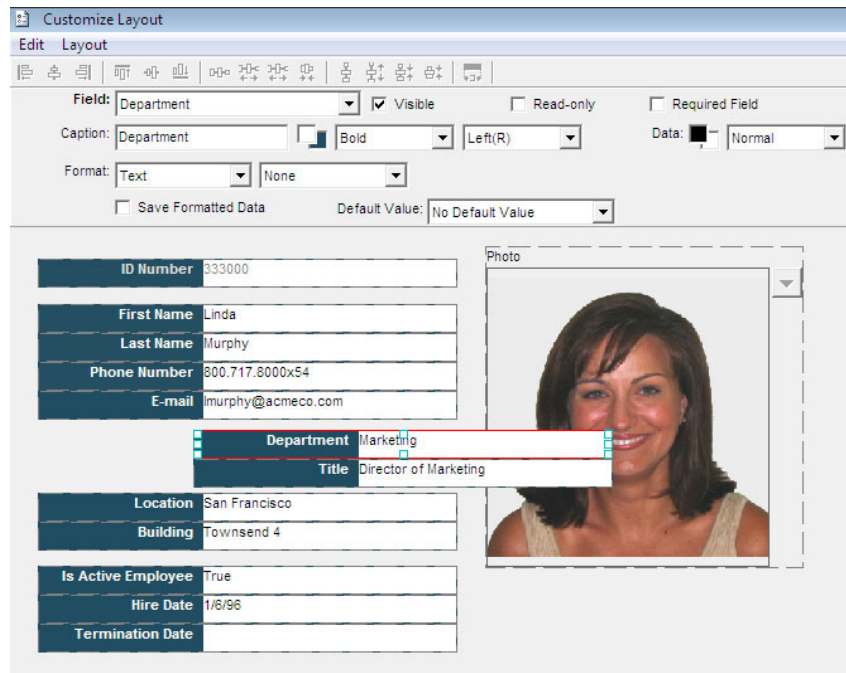 Customize Layout
Edit Layout
Field: Department Visible Read-only Required Field
Caption: Department Bold Left(R) Data: Normal
Format: Text None
Save Formatted Data Default Value: No Default Value
Photo
ID Number 333000
First Name Linda
Last Name Murphy
Phone Number 800.717.8000x54
E-mail lmurphy@acmeco.com
Department Marketing
Title Director of Marketing
Location San Francisco
Building Townsend 4
Is Active Employee True
Hire Date 1/6/96
Termination Date